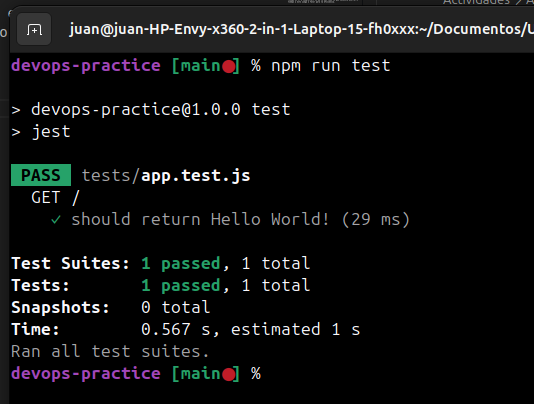 Actividades
juan@juan-HP-Envy-x360-2-in-1-Laptop-15-fh0xxx:~/Documentos/U
devops-practice [main●] % npm run test
> devops-practice@1.0.0 test
> jest
PASS tests/app.test.js
GET /
✓ should return Hello World! (29 ms)
Test Suites: 1 passed, 1 total
Tests: 1 passed, 1 total
Snapshots: 0 total
Time: 0.567 s, estimated 1 s
Ran all test suites.
devops-practice [main●] %